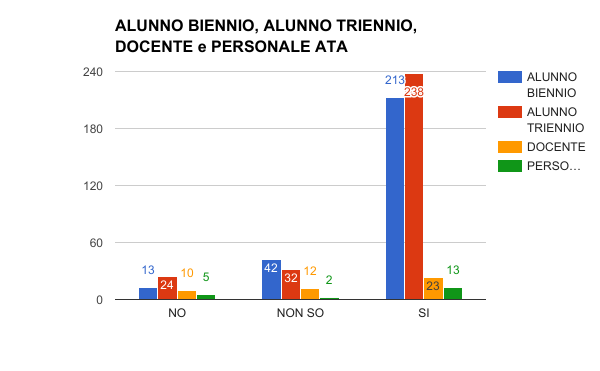 ALUNNO BIENNIO, ALUNNO TRIENNIO,
DOCENTE e PERSONALE ATA
240
180
120
60
0
13
24
10
5
42
32
12
2
213
238
23
13
NO
NON SO
SI
ALUNNO
BIENNIO
ALUNNO
TRIENNIO
DOCENTE
PERSO…